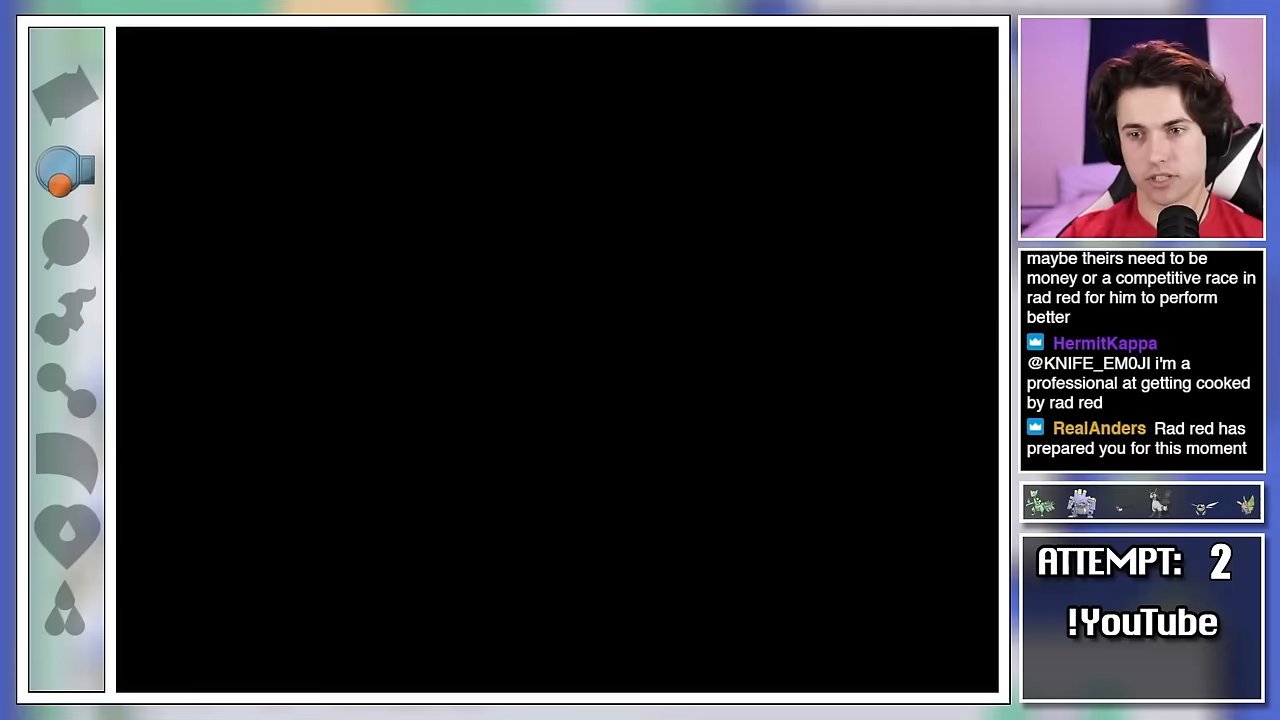 maybe theirs need to be
money or a competitive race in
rad red for him to perform
better
HermitKappa
@KNIFE_EM0JI i'm a
professional at getting cooked
by rad red
RealAnders Rad red has
prepared you for this moment
ATTEMPT: 2
!YouTube